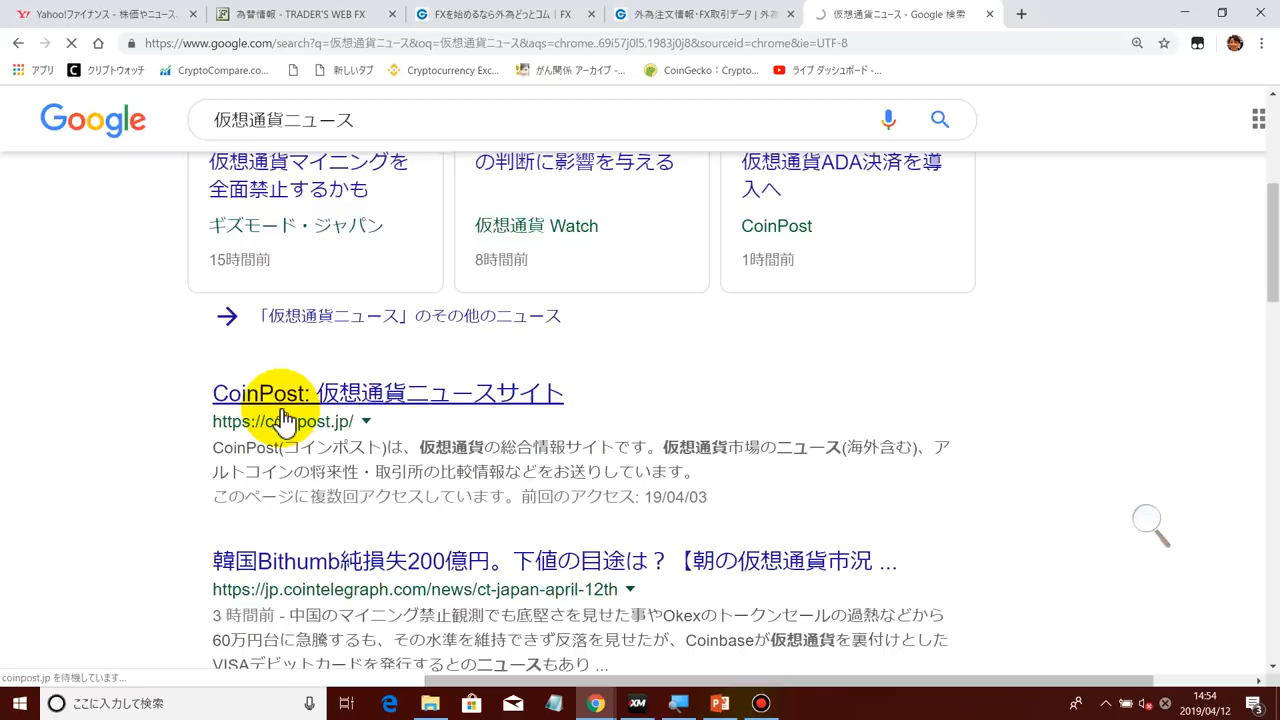 Yahoo!ファイナンス - 株価やニュース、
為替情報 - TRADER'S WEB FX
FXを始めるなら外為どっとコム | FX
外為注文情報・FX取引データ | 外為
仮想通貨ニュース - Google 検索
https://www.google.com/search?q=仮想通貨ニュース&oq=仮想通貨ニュース&aqs=chrome..69i57j0l5.1983j0j8&sourceid=chrome&ie=UTF-8
アプリ
クリプトウォッチ
CryptoCompare.co...
新しいタブ
Cryptocurrency Exc...
がん関係 アーカイブ -...
CoinGecko：Crypto...
ライブ ダッシュボード -...
Google
仮想通貨ニュース
仮想通貨マイニングを
全面禁止するかも
ギズモード・ジャパン
15時間前
の判断に影響を与える
仮想通貨 Watch
8時間前
仮想通貨ADA決済を導
入へ
CoinPost
1時間前
「仮想通貨ニュース」のその他のニュース
CoinPost: 仮想通貨ニュースサイト
https://coinpost.jp/
CoinPost(コインポスト)は、仮想通貨の総合情報サイトです。仮想通貨市場のニュース(海外含む)、ア
ルトコインの将来性・取引所の比較情報などをお送りしています。
このページに複数回アクセスしています。前回のアクセス: 19/04/03
韓国Bithumb純損失200億円。下値の目途は？【朝の仮想通貨市況 ...
https://jp.cointelegraph.com/news/ct-japan-april-12th
3 時間前 - 中国のマイニング禁止観測でも底堅さを見せた事やOkexのトークンセールの過熱などから
60万円台に急騰するも、その水準を維持できず反落を見せたが、Coinbaseが仮想通貨を裏付けとした
VISAデビットカードを発行するとのニュースもあり ...
coinpost.jp を待機しています...
ここに入力して検索
XM
14:54
2019/04/12
3